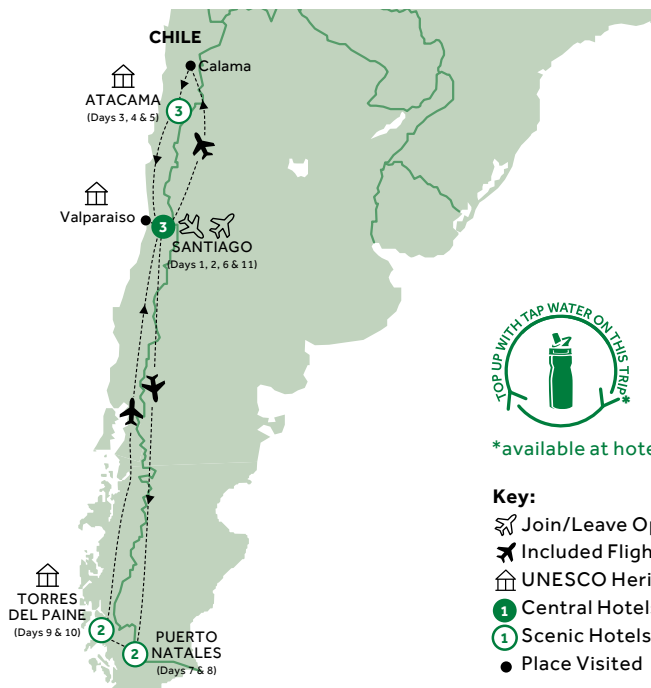 CHILE
Calama
ATACAMA
(Days 3, 4 & 5)
3
Valparaiso
3
SANTIAGO
(Days 1, 2, 6 & 11)
TOP UP WITH TAP WATER ON THIS TRIP*
*available at hote
Key:
Join/Leave Op
Included Fligh
UNESCO Heri
1 Central Hotel
1 Scenic Hotels
Place Visited
TORRES
DEL PAINE
(Days 9 & 10)
2
2
PUERTO
NATALES
(Days 7 & 8)